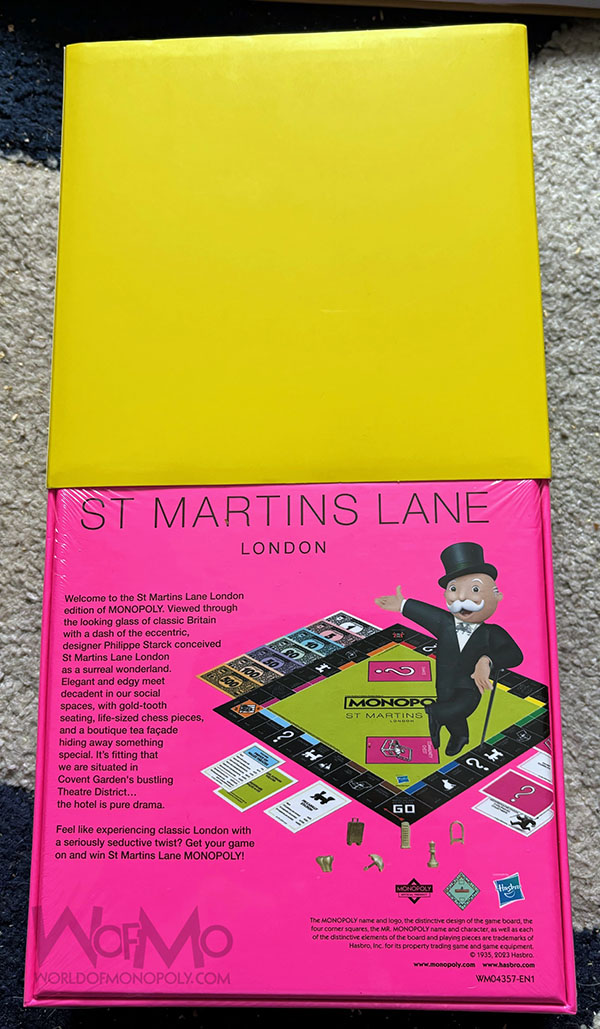 ST MARTINS LANE
LONDON
Welcome to the St Martins Lane London
edition of MONOPOLY. Viewed through
the looking glass of classic Britain
with a dash of the eccentric,
designer Philippe Starck conceived
St Martins Lane London
as a surreal wonderland.
Elegant and edgy meet
decadent in our social
spaces, with gold-tooth
seating, life-sized chess pieces,
and a boutique tea façade
hiding away something
special. It's fitting that
we are situated in
Covent Garden's bustling
Theatre District...
the hotel is pure drama.
Feel like experiencing classic London with
a seriously seductive twist? Get your game
on and win St Martins Lane MONOPOLY!
500
MONOPO
ST MARTINS
LONDON
GO
MONOPOLY
Hasbro
The MONOPOLY name and logo, the distinctive design of the game board, the
four corner squares, the MR. MONOPOLY name and character, as well as each
of the distinctive elements of the board and playing pieces are trademarks of
Hasbro, Inc. for its property trading game and game equipment.
© 1935, 2023 Hasbro.
www.monopoly.com www.hasbro.com
WM04357-EN1
WOFMO
WORLDOFMONOPOLY.COM